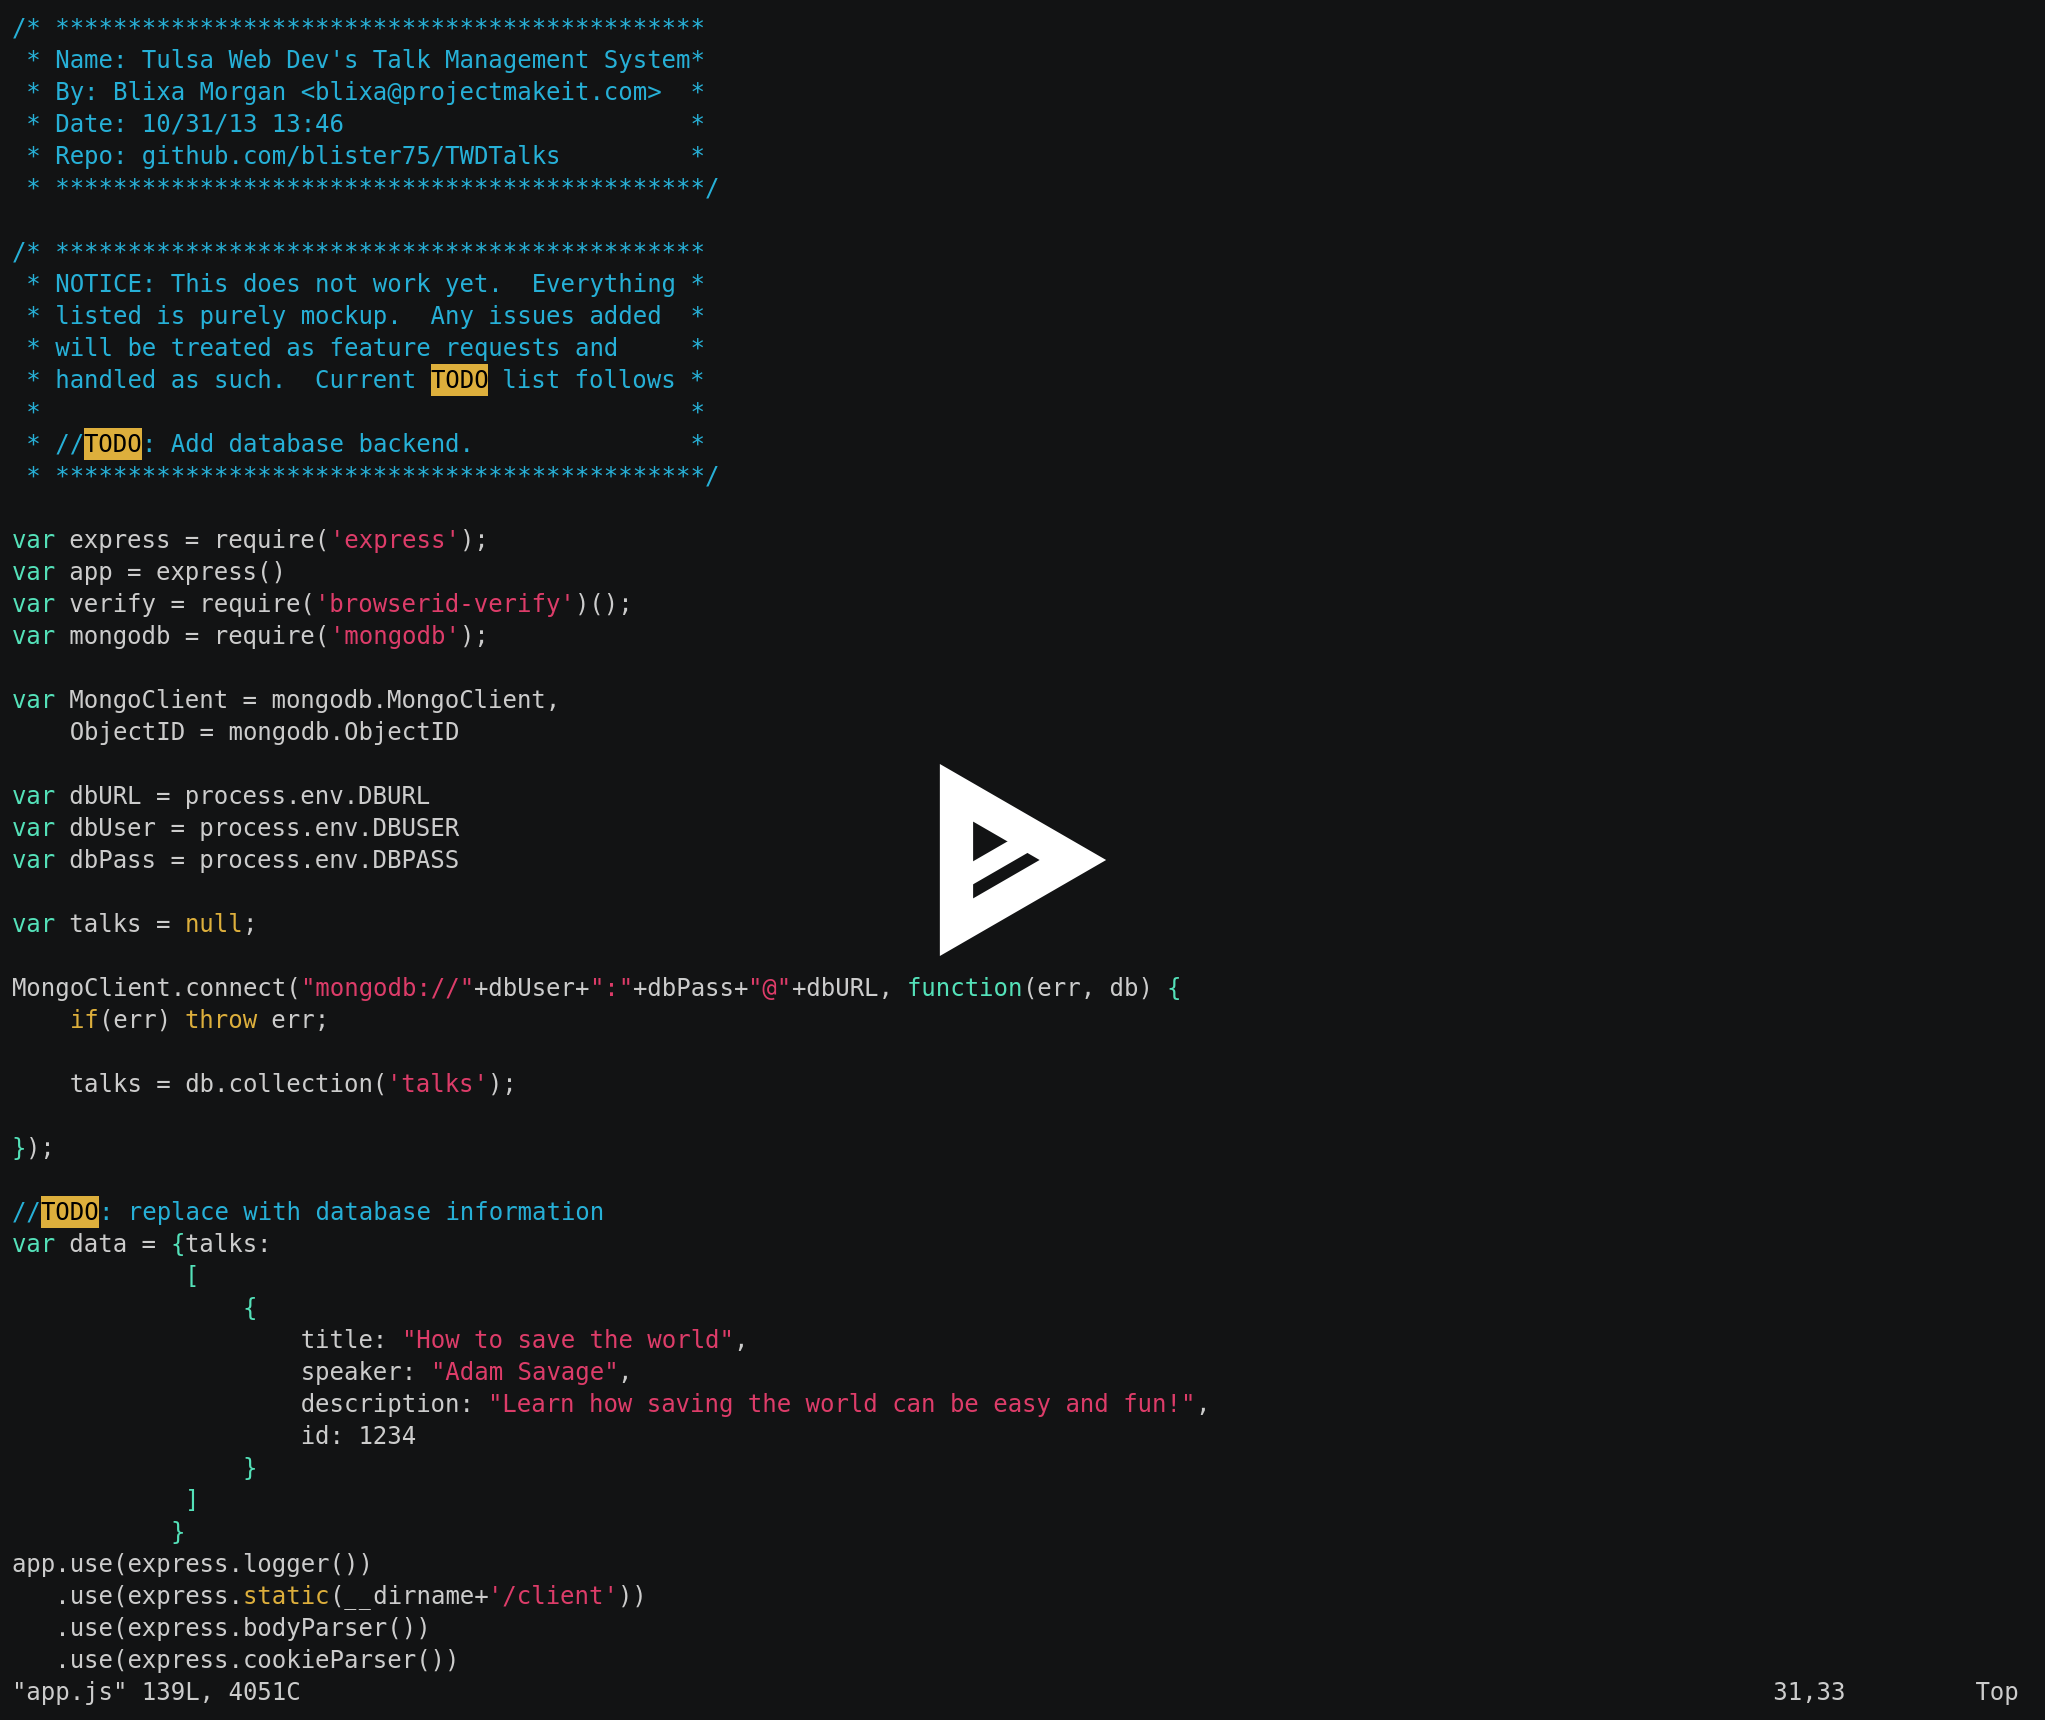 /* *********************************************
 * Name: Tulsa Web Dev's Talk Management System*
 * By: Blixa Morgan <blixa@projectmakeit.com>  *
 * Date: 10/31/13 13:46                        *
 * Repo: github.com/blister75/TWDTalks         *
 * *********************************************/

/* *********************************************
 * NOTICE: This does not work yet.  Everything *
 * listed is purely mockup.  Any issues added  *
 * will be treated as feature requests and     *
 * handled as such.  Current TODO list follows *
 *                                             *
 * //TODO: Add database backend.               *
 * *********************************************/

var express = require('express');
var app = express()
var verify = require('browserid-verify')();
var mongodb = require('mongodb');

var MongoClient = mongodb.MongoClient,
    ObjectID = mongodb.ObjectID

var dbURL = process.env.DBURL
var dbUser = process.env.DBUSER
var dbPass = process.env.DBPASS

var talks = null;

MongoClient.connect("mongodb://"+dbUser+":"+dbPass+"@"+dbURL, function(err, db) {
    if(err) throw err;

    talks = db.collection('talks');

});

//TODO: replace with database information
var data = {talks:
            [
                {
                    title: "How to save the world",
                    speaker: "Adam Savage",
                    description: "Learn how saving the world can be easy and fun!",
                    id: 1234
                }
            ]
           }
app.use(express.logger())
   .use(express.static(__dirname+'/client'))
   .use(express.bodyParser())
   .use(express.cookieParser())
"app.js" 139L, 4051C                                                                                                      31,33         Top